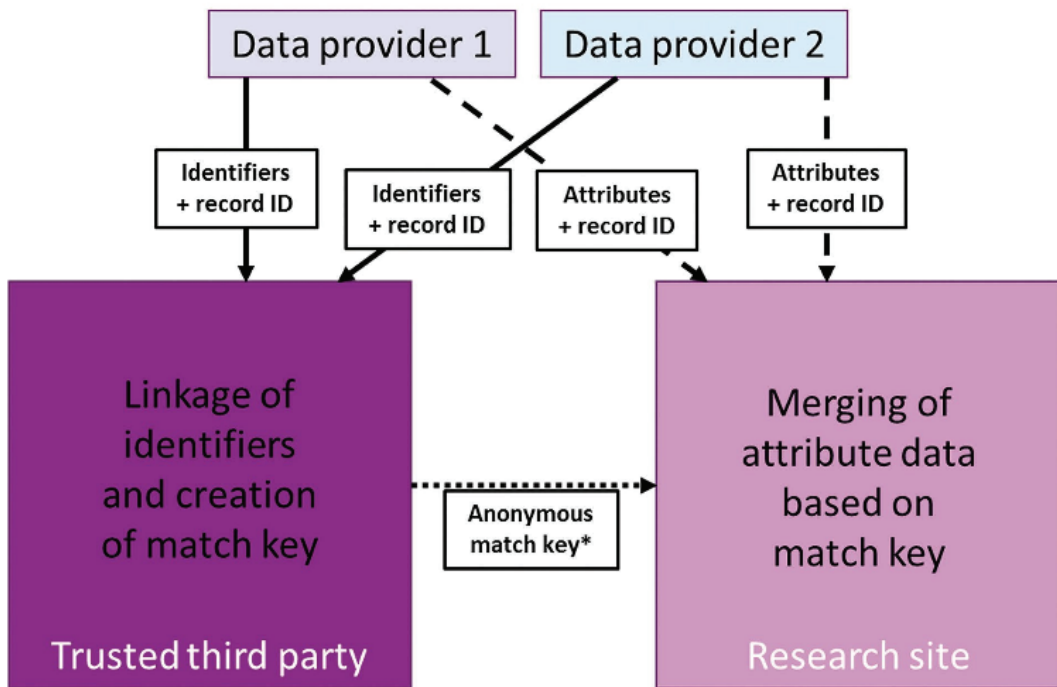 Data provider 1
Data provider 2
Identifiers
+ record ID
Identifiers
+ record ID
Attributes
+ record ID
Attributes
+ record ID
Linkage of
identifiers
and creation
of match key
Trusted third party
Anonymous
match key*
Merging of
attribute data
based on
match key
Research site